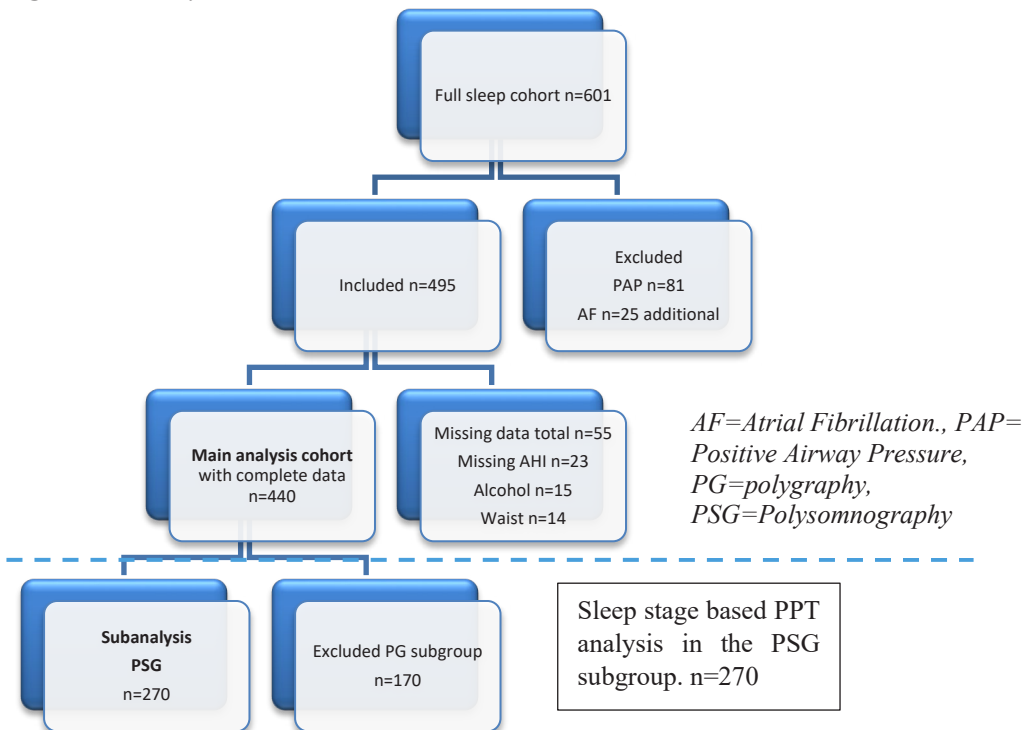 Full sleep cohort n=601
Included n=495
Excluded
PAP n=81
AF n=25 additional
Main analysis cohort
with complete data
n=440
Missing data total n=55
Missing AHI n=23
Alcohol n=15
Waist n=14
AF=Atrial Fibrillation., PAP=
Positive Airway Pressure,
PG=polygraphy,
PSG=Polysomnography
Subanalysis
PSG
n=270
Excluded PG subgroup
n=170
Sleep stage based PPT
analysis in the PSG
subgroup. n=270